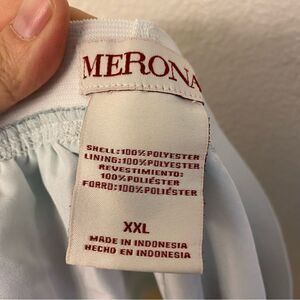 MERONA
SHELL:100% POLYESTER
LINING:100% POLYESTER
REVESTIMIENTO:
100% POLIÉSTER
FORRO:100% POLIÉSTER
XXL
MADE IN INDONESIA
HECHO EN INDONESIA